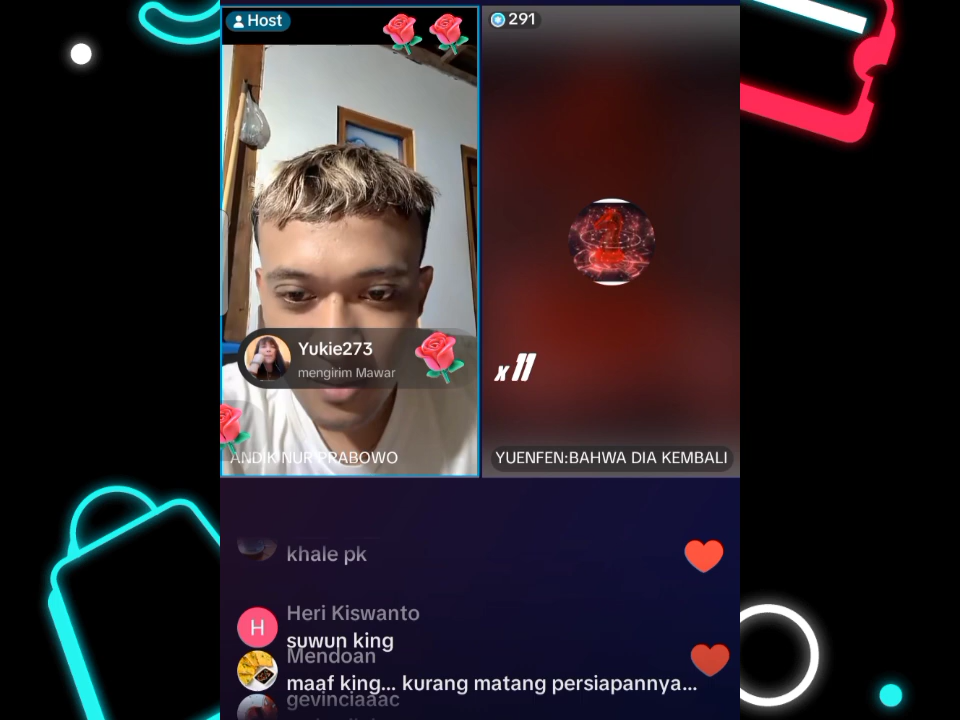 Host
291
Yukie273
mengirim Mawar
x 11
ANDIK NUR PRABOWO
YUENFEN:BAHWA DIA KEMBALI
khale pk
H
Heri Kiswanto
suwun king
Mendoan
maaf king... kurang matang persiapannya...
gevinciaaac